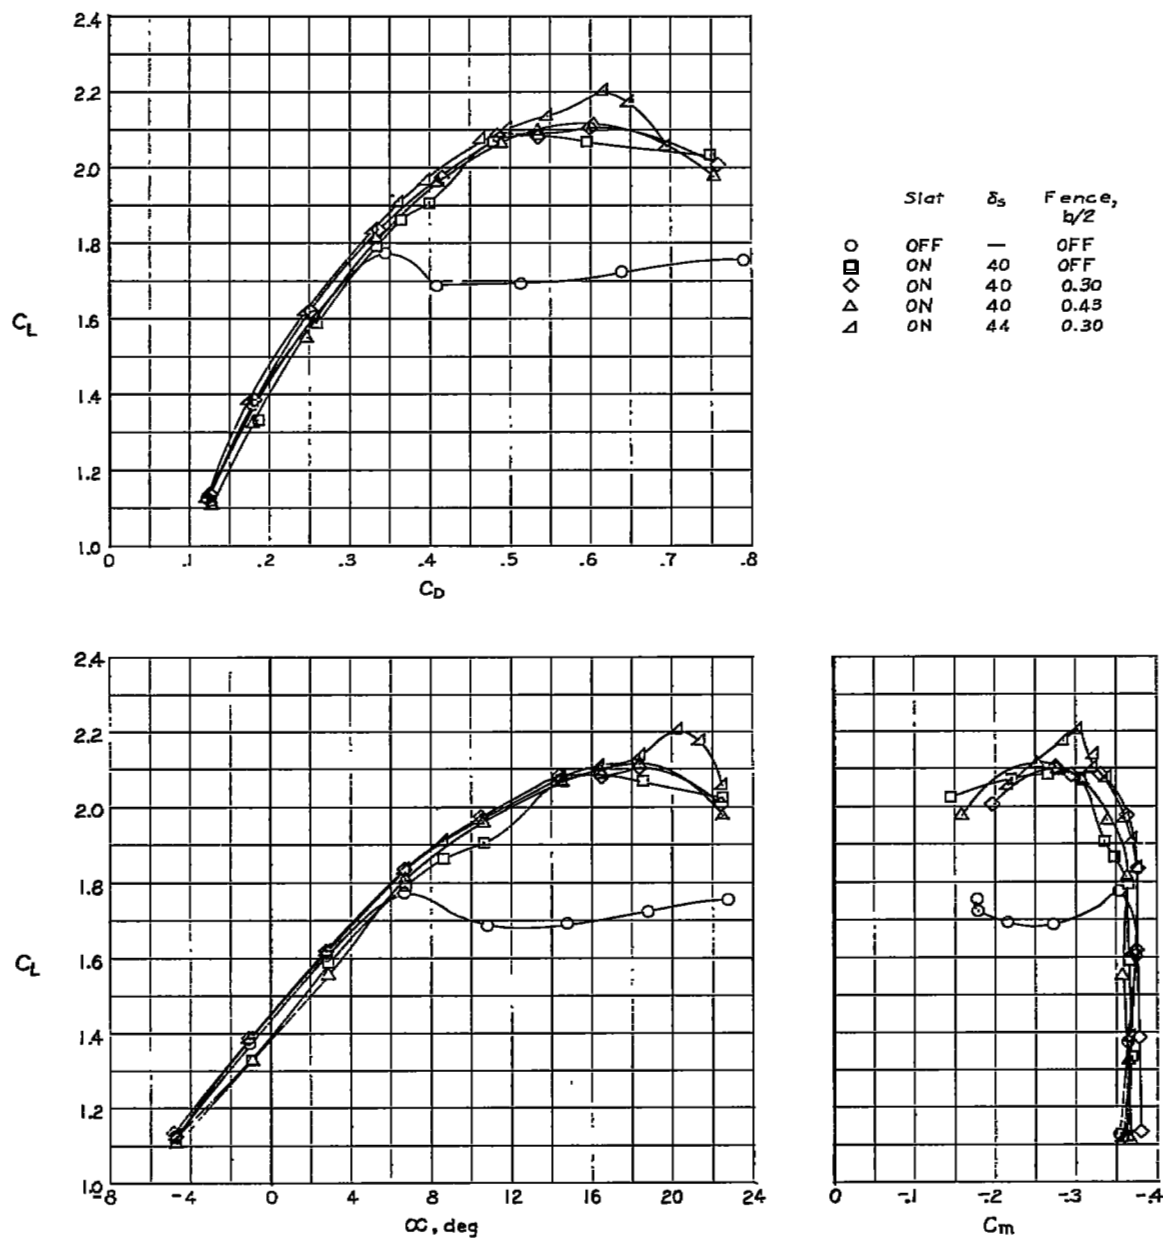 2.4
2.2
2.0
1.8
1.6
1.4
1.2
1.0
C_L
0 .1 .2 .3 .4 .5 .6 .7 .8
C_D
Slat δs Fence,
b/2
OFF — OFF
ON 40 OFF
ON 40 0.30
ON 40 0.43
ON 44 0.30
2.4
2.2
2.0
1.8
1.6
1.4
1.2
1.0
C_L
-8 -4 0 4 8 12 16 20 24
α, deg
0 -.1 -.2 -.3 -.4
C_m